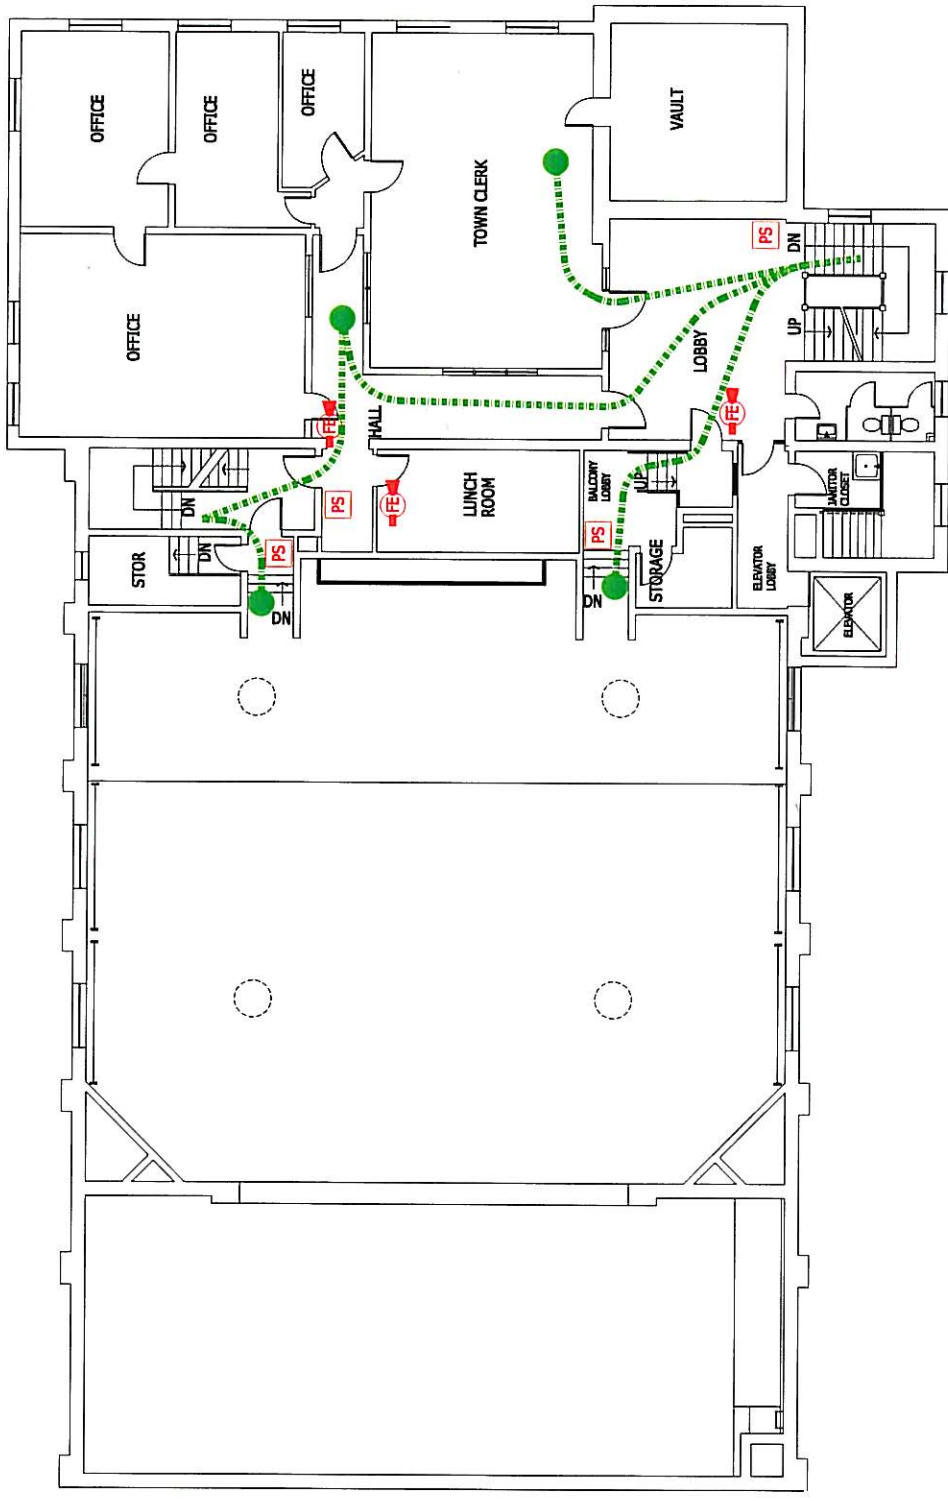 OFFICE
OFFICE
OFFICE
VAULT
TOWN CLERK
PS
DN
OFFICE
UP
LOBBY
FE
FE
HALL
DN
PS
FE
LUNCH
ROOM
BALCONY
LOBBY
UP
JANITOR
CLOSET
STOR
DN
PS
PS
STORAGE
ELEVATOR
LOBBY
DN
DN
ELEVATOR